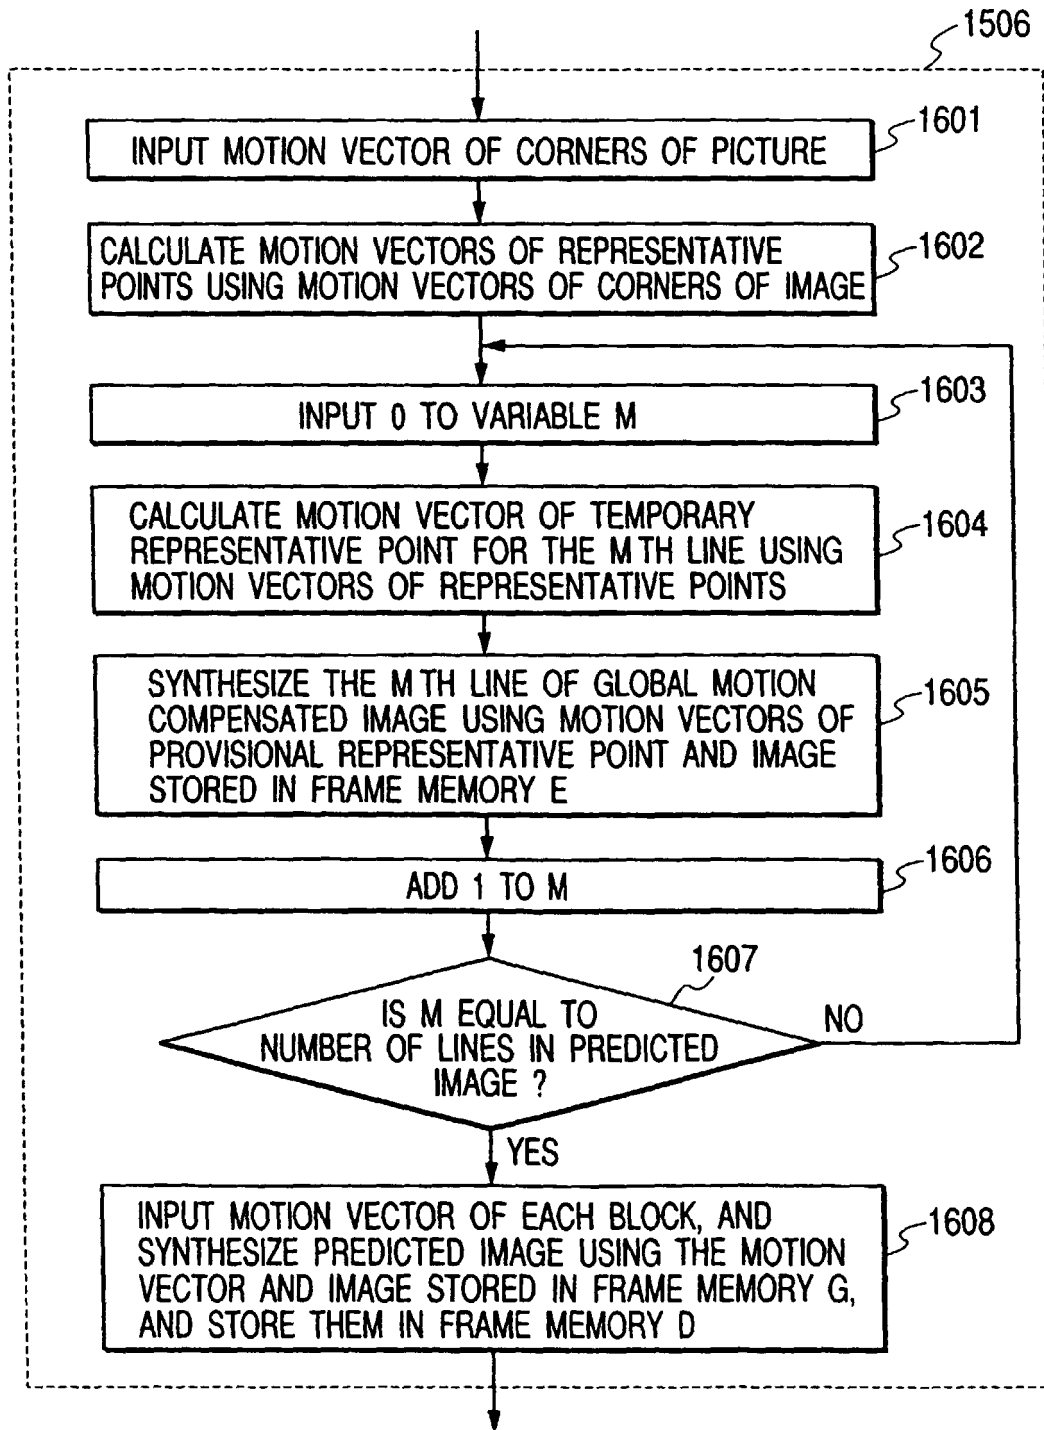 1506
INPUT MOTION VECTOR OF CORNERS OF PICTURE
1601
CALCULATE MOTION VECTORS OF REPRESENTATIVE
POINTS USING MOTION VECTORS OF CORNERS OF IMAGE
1602
INPUT 0 TO VARIABLE M
1603
CALCULATE MOTION VECTOR OF TEMPORARY
REPRESENTATIVE POINT FOR THE M TH LINE USING
MOTION VECTORS OF REPRESENTATIVE POINTS
1604
SYNTHESIZE THE M TH LINE OF GLOBAL MOTION
COMPENSATED IMAGE USING MOTION VECTORS OF
PROVISIONAL REPRESENTATIVE POINT AND IMAGE
STORED IN FRAME MEMORY E
1605
ADD 1 TO M
1606
1607
IS M EQUAL TO
NUMBER OF LINES IN PREDICTED
IMAGE ?
NO
YES
INPUT MOTION VECTOR OF EACH BLOCK, AND
SYNTHESIZE PREDICTED IMAGE USING THE MOTION
VECTOR AND IMAGE STORED IN FRAME MEMORY G,
AND STORE THEM IN FRAME MEMORY D
1608